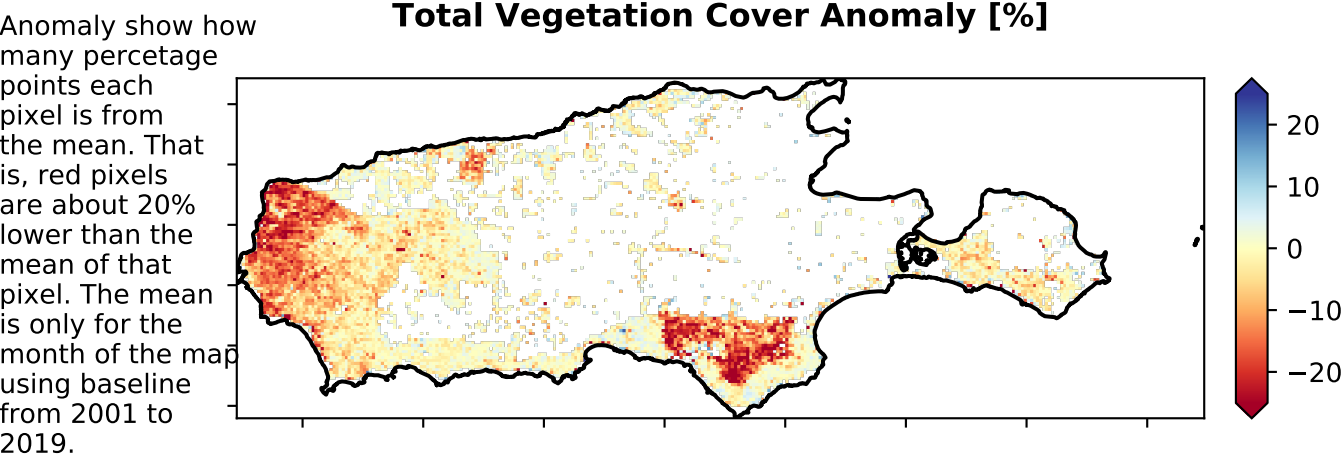 Total Vegetation Cover Anomaly [%]
Anomaly show how
many percetage
points each
pixel is from
the mean. That
is, red pixels
are about 20%
lower than the
mean of that
pixel. The mean
is only for the
month of the map
using baseline
from 2001 to
2019.
20
10
0
−10
−20